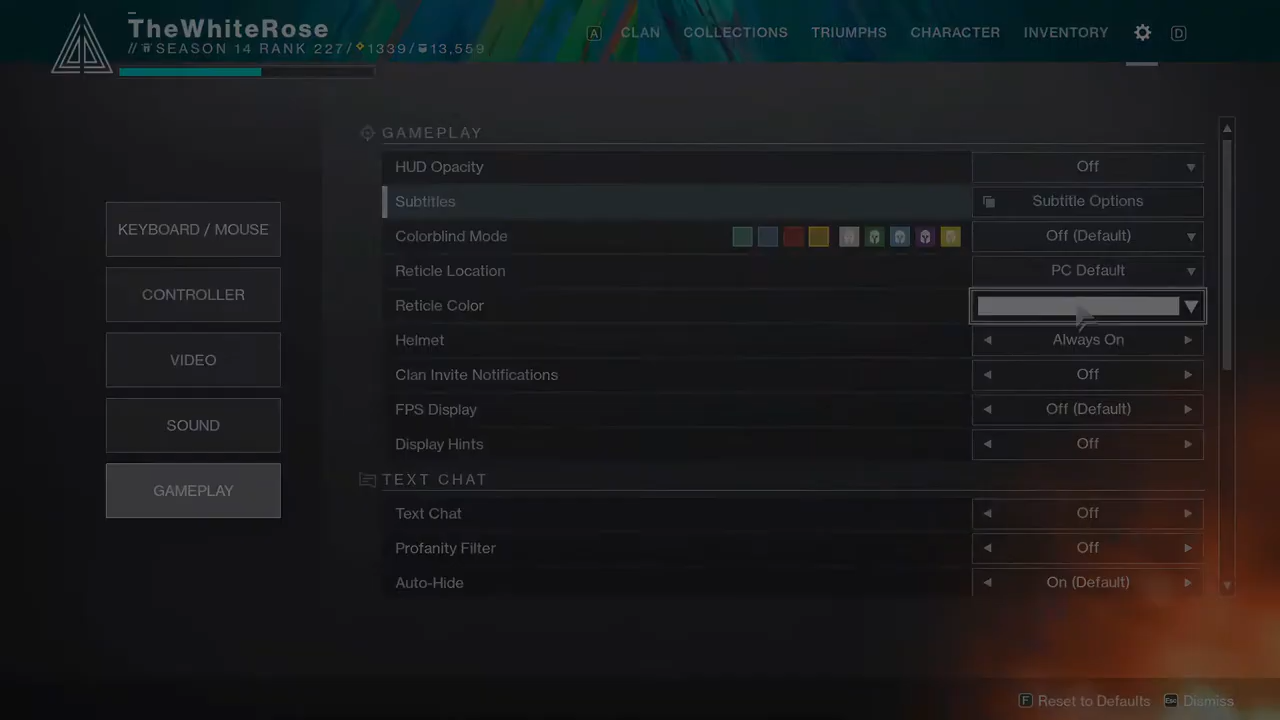 TheWhiteRose
// SEASON 14 RANK 227/ 1339/ 13,559
A CLAN COLLECTIONS TRIUMPHS CHARACTER INVENTORY D
KEYBOARD / MOUSE
CONTROLLER
VIDEO
SOUND
GAMEPLAY
GAMEPLAY
HUD Opacity Off
Subtitles Subtitle Options
Colorblind Mode Off (Default)
Reticle Location PC Default
Reticle Color
Helmet Always On
Clan Invite Notifications Off
FPS Display Off (Default)
Display Hints Off
TEXT CHAT
Text Chat Off
Profanity Filter Off
Auto-Hide On (Default)
F Reset to Defaults Esc Dismiss